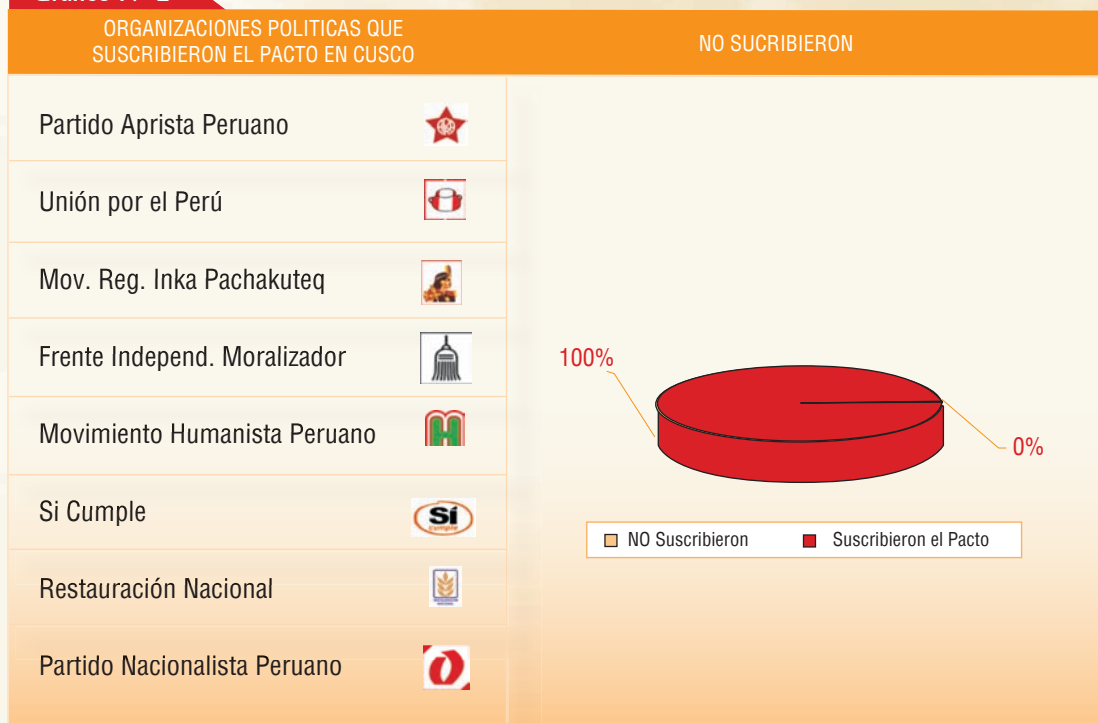 ORGANIZACIONES POLITICAS QUE
SUSCRIBIERON EL PACTO EN CUSCO
NO SUCRIBIERON
Partido Aprista Peruano
Unión por el Perú
Mov. Reg. Inka Pachakuteq
Frente Independ. Moralizador
Movimiento Humanista Peruano
Si Cumple
Sí
cumple
Restauración Nacional
Partido Nacionalista Peruano
100%
0%
NO Suscribieron
Suscribieron el Pacto